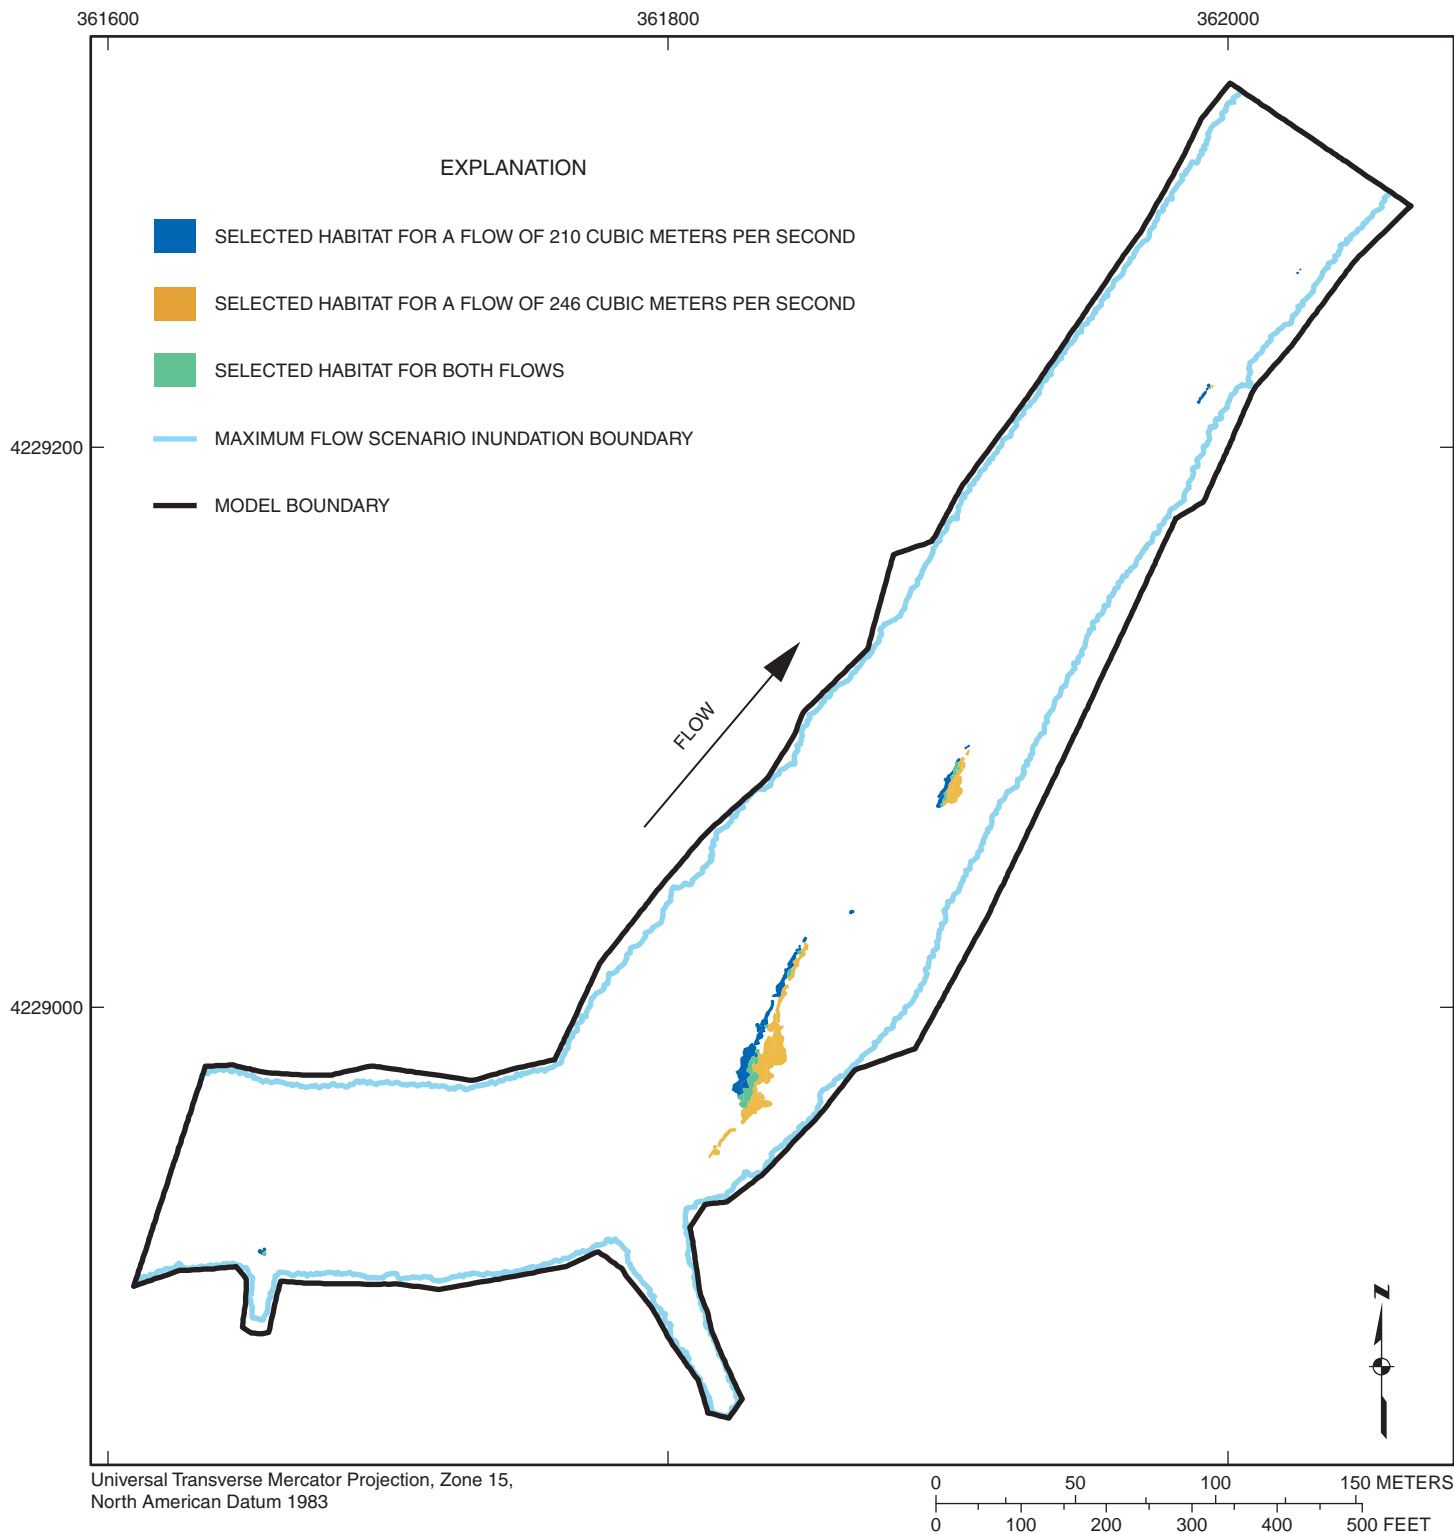 361600 361800 362000
EXPLANATION
SELECTED HABITAT FOR A FLOW OF 210 CUBIC METERS PER SECOND
SELECTED HABITAT FOR A FLOW OF 246 CUBIC METERS PER SECOND
SELECTED HABITAT FOR BOTH FLOWS
MAXIMUM FLOW SCENARIO INUNDATION BOUNDARY
4229200
MODEL BOUNDARY
FLOW
4229000
N
Universal Transverse Mercator Projection, Zone 15,
North American Datum 1983
0 50 100 150 METERS
0 100 200 300 400 500 FEET